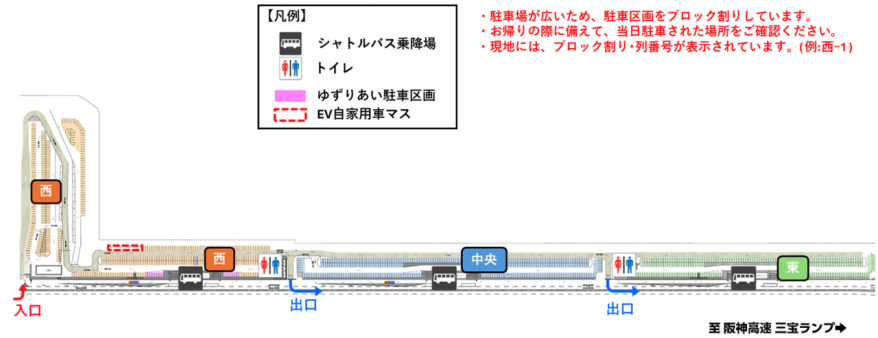 【凡例】
シャトルバス乗降場
トイレ
ゆずりあい駐車区画
EV自家用車マス
・駐車場が広いため、駐車区画をブロック割りしています。
・お帰りの際に備えて、当日駐車された場所をご確認ください。
・現地には、ブロック割り・列番号が表示されています。(例:西-1)
西
西
中央
東
入口
出口
出口
至 阪神高速 三宝ランプ➡